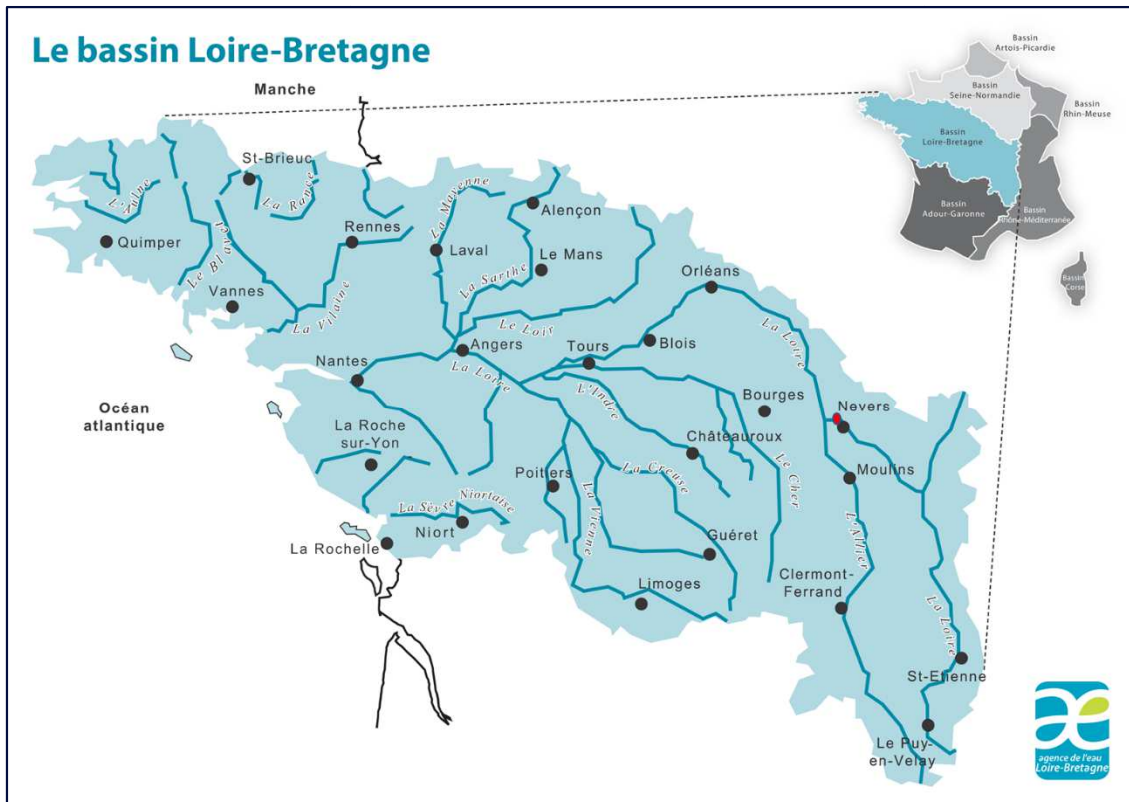 Le bassin Loire-Bretagne
Manche
Bassin
Artois-Picardie
Bassin
Seine-Normandie
Bassin
Rhin-Meuse
Bassin
Loire-Bretagne
Bassin
Adour-Garonne
Bassin
Rhône-Méditerranée
Bassin
Corse
St-Brieuc
L'Aulne
La Rance
La Mayenne
Alençon
Quimper
Le Blavet
Rennes
Laval
Le Mans
La Sarthe
Orléans
Vannes
La Vilaine
Le Loir
La Loire
Angers
Tours
Blois
Nantes
La Loire
L'Indre
Bourges
Nevers
Océan
atlantique
La Roche
sur-Yon
Châteauroux
Moulins
Poitiers
La Creuse
Le Cher
La Sèvre Niortaise
La Vienne
L'Allier
Niort
Guéret
La Rochelle
Limoges
Clermont-
Ferrand
La Loire
St-Etienne
Le Puy-
en-Velay
agence de l'eau
Loire-Bretagne